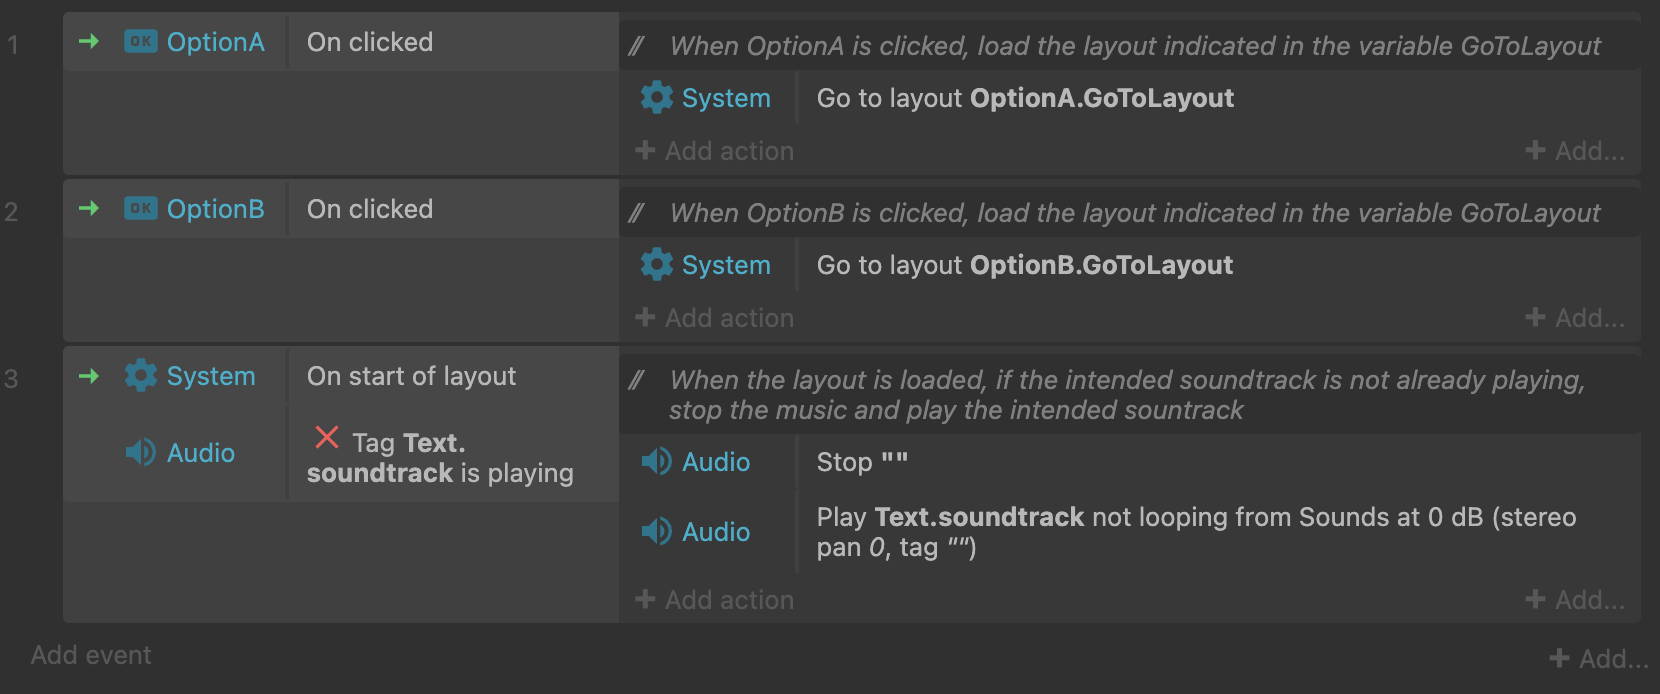 1
OK OptionA On clicked
// When OptionA is clicked, load the layout indicated in the variable GoToLayout
System Go to layout OptionA.GoToLayout
+ Add action + Add...
2
OK OptionB On clicked
// When OptionB is clicked, load the layout indicated in the variable GoToLayout
System Go to layout OptionB.GoToLayout
+ Add action + Add...
3
System On start of layout
Audio Tag Text.
soundtrack is playing
// When the layout is loaded, if the intended soundtrack is not already playing,
stop the music and play the intended sountrack
Audio Stop ""
Audio Play Text.soundtrack not looping from Sounds at 0 dB (stereo
pan 0, tag "")
+ Add action + Add...
Add event + Add...